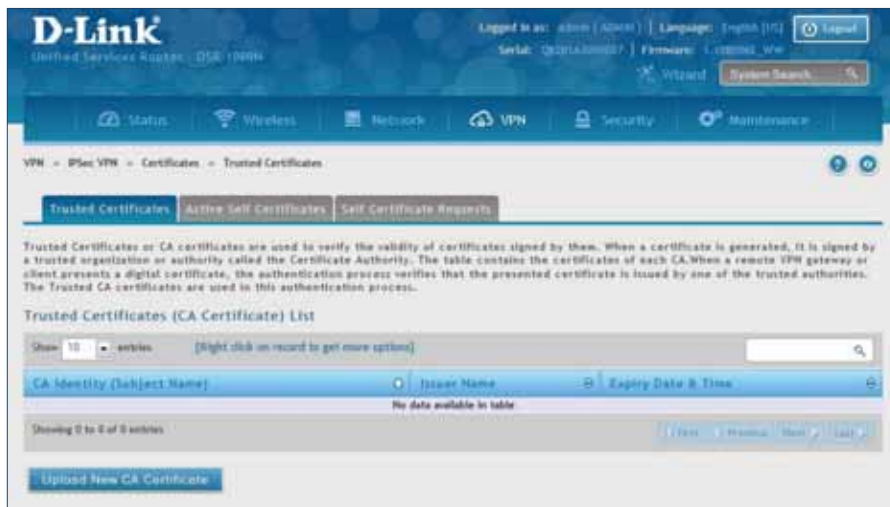 D-Link
Logged in as: admin ( ADMIN ) | Language: English [US]
Logout
Unified Services Router - DSR-1000N
Serial: | Firmware:
Wizard
System Search
Status
Wireless
Network
VPN
Security
Maintenance
VPN » IPSec VPN » Certificates » Trusted Certificates
Trusted Certificates
Active Self Certificates
Self Certificate Requests
Trusted Certificates or CA certificates are used to verify the validity of certificates signed by them. When a certificate is generated, it is signed by
a trusted organization or authority called the Certificate Authority. The table contains the certificates of each CA.When a remote VPN gateway or
client presents a digital certificate, the authentication process verifies that the presented certificate is issued by one of the trusted authorities.
The Trusted CA certificates are used in this authentication process.
Trusted Certificates (CA Certificate) List
Show 10 entries
[Right click on record to get more options]
CA Identity (Subject Name)
Issuer Name
Expiry Date & Time
No data available in table
Showing 0 to 0 of 0 entries
First
Previous
Next
Last
Upload New CA Certificate